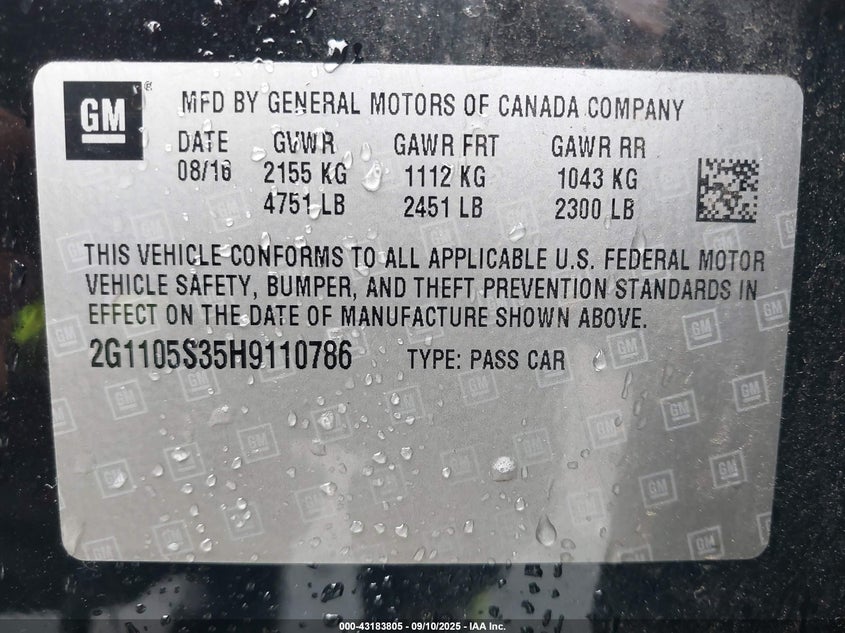 GM
MFD BY GENERAL MOTORS OF CANADA COMPANY
DATE GVWR GAWR FRT GAWR RR
08/16 2155 KG 1112 KG 1043 KG
4751 LB 2451 LB 2300 LB
THIS VEHICLE CONFORMS TO ALL APPLICABLE U.S. FEDERAL MOTOR
VEHICLE SAFETY, BUMPER, AND THEFT PREVENTION STANDARDS IN
EFFECT ON THE DATE OF MANUFACTURE SHOWN ABOVE.
2G1105S35H9110786 TYPE: PASS CAR
000-43183805 - 09/10/2025 - IAA Inc.